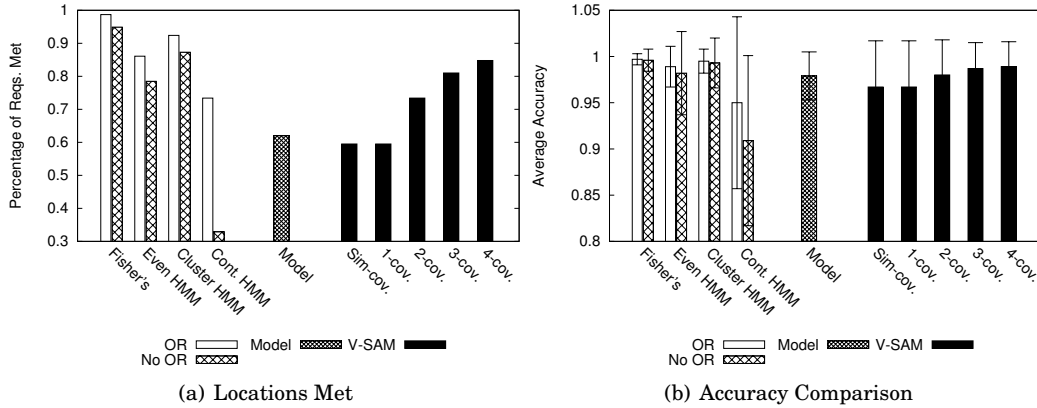 Percentage of Reqs. Met
1
0.9
0.8
0.7
0.6
0.5
0.4
0.3
Fisher's
Even HMM
Cluster HMM
Cont. HMM
Model
Sim-cov.
1-cov.
2-cov.
3-cov.
4-cov.
OR
Model
V-SAM
No OR
(a) Locations Met
Average Accuracy
1.05
1
0.95
0.9
0.85
0.8
Fisher's
Even HMM
Cluster HMM
Cont. HMM
Model
Sim-cov.
1-cov.
2-cov.
3-cov.
4-cov.
OR
Model
V-SAM
No OR
(b) Accuracy Comparison